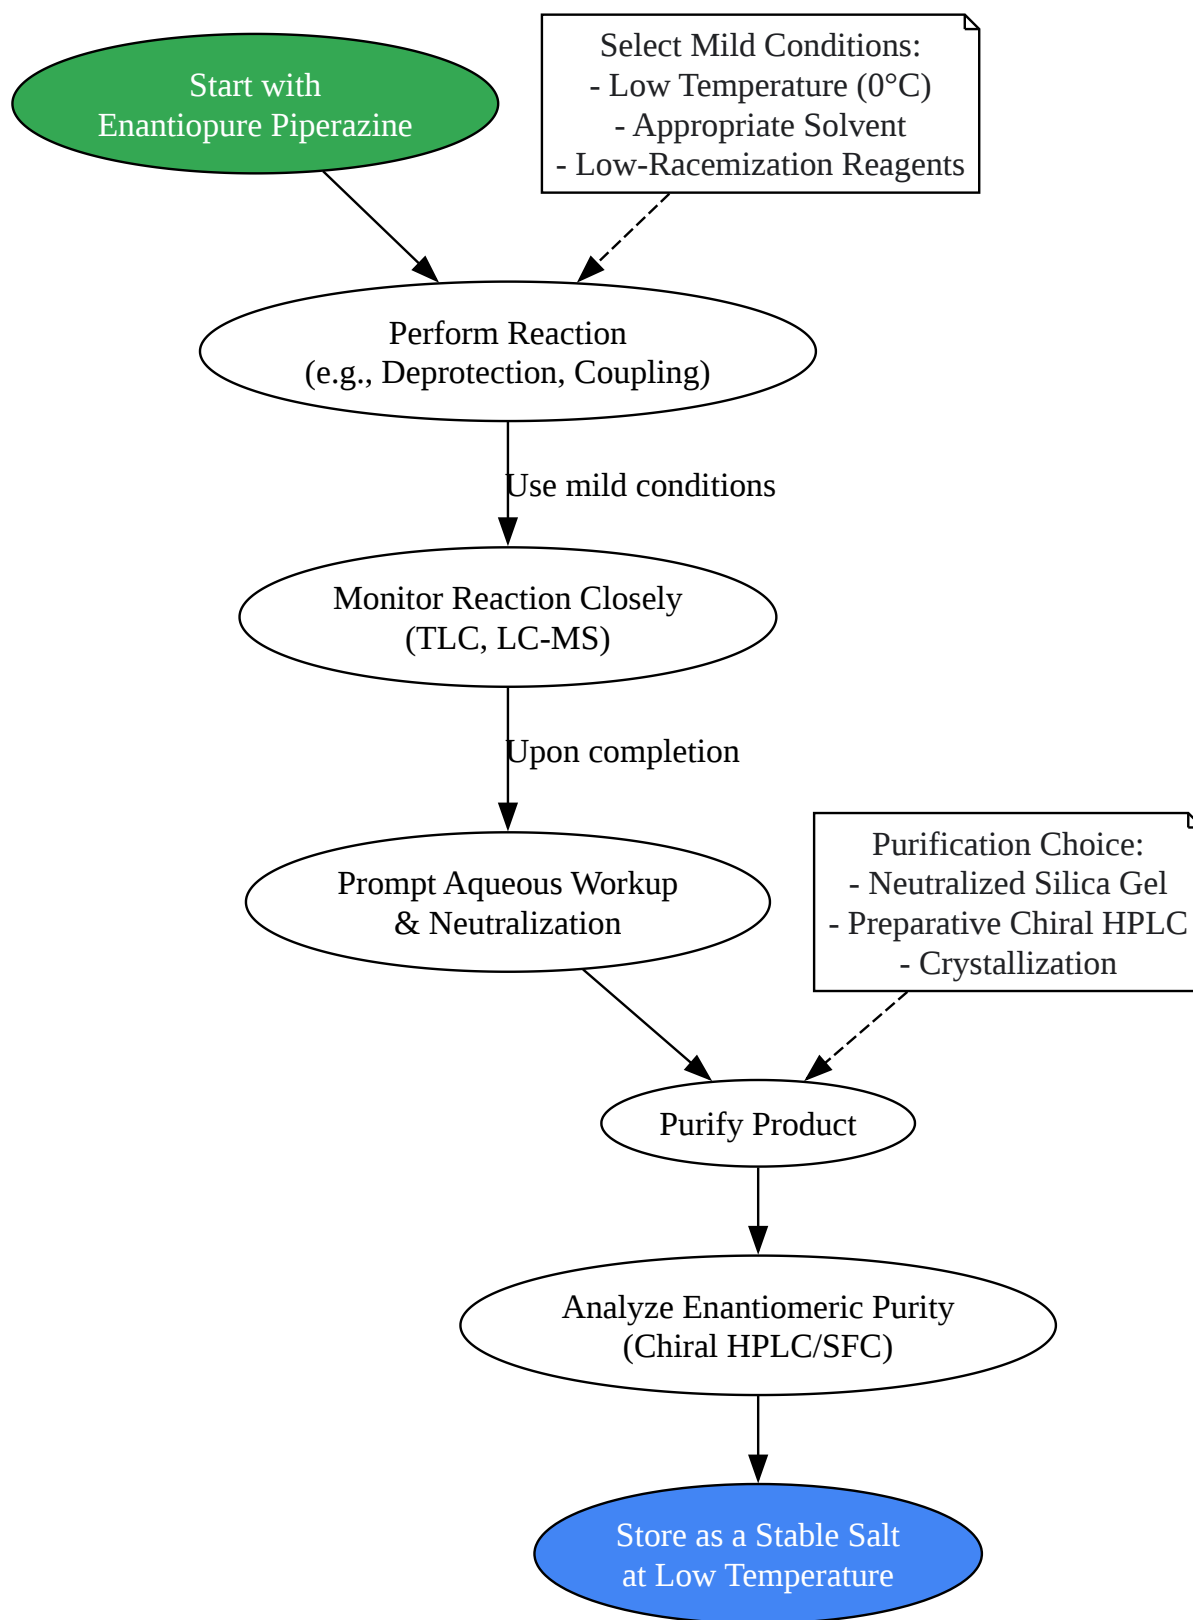 Start with
Enantiopure Piperazine
Select Mild Conditions:
- Low Temperature (0°C)
- Appropriate Solvent
- Low-Racemization Reagents
Perform Reaction
(e.g., Deprotection, Coupling)
Use mild conditions
Monitor Reaction Closely
(TLC, LC-MS)
Upon completion
Prompt Aqueous Workup
& Neutralization
Purification Choice:
- Neutralized Silica Gel
- Preparative Chiral HPLC
- Crystallization
Purify Product
Analyze Enantiomeric Purity
(Chiral HPLC/SFC)
Store as a Stable Salt
at Low Temperature